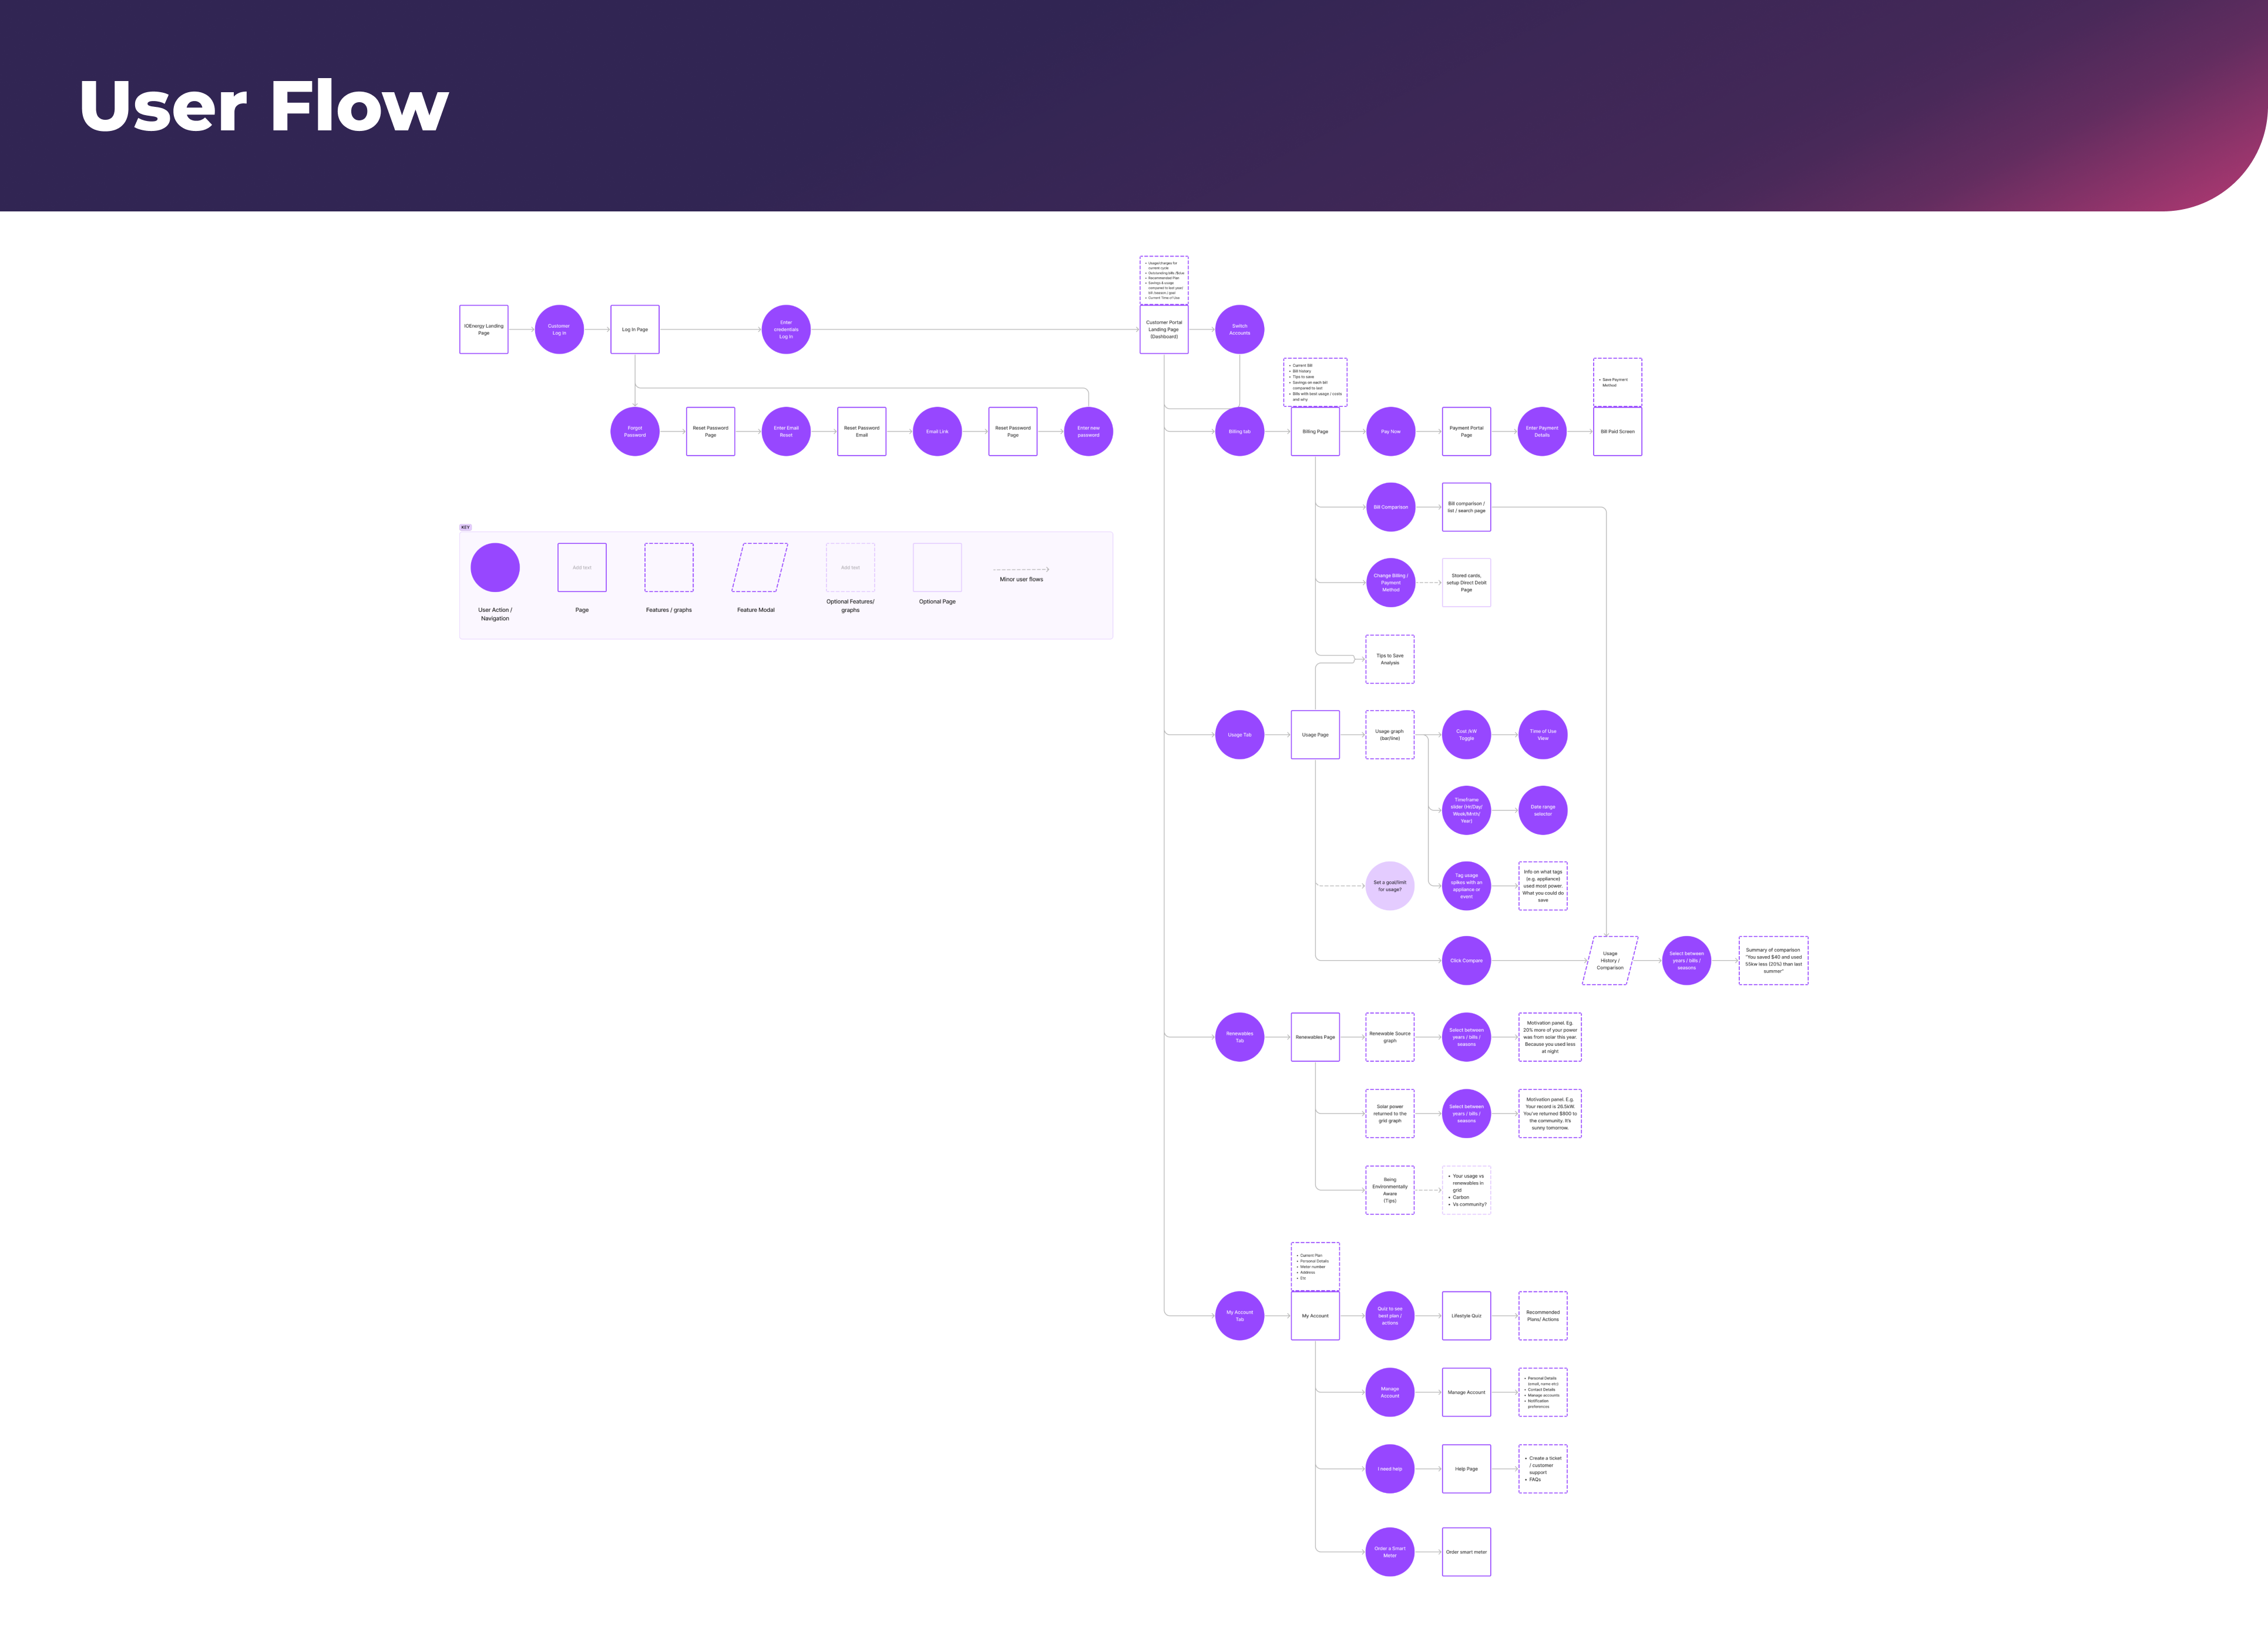 User Flow
Usage/charges for
current cycle
Outstanding bills /$owe
Recommended Plan
compared to last year/
Current Time of Use
IOEnergy Landing
Page
Customer
Log in
Log In Page
Enter
credentials
Log In
Customer Portal
Landing Page
(Dashboard)
Switch
Accounts
Current Bill
Bill history
Tips to save
Savings on each bill
compared to last
Bills with best usage / costs
and why
Save Payment
Method
Forgot
Password
Reset Password
Page
Enter Email
Reset
Reset Password
Email
Email Link
Reset Password
Page
Enter new
password
Billing tab
Billing Page
Pay Now
Payment Portal
Page
Enter Payment
Details
Bill Paid Screen
Bill Comparison
Bill comparison /
list / search page
KEY
Add text
Add text
User Action /
Navigation
Page
Features / graphs
Feature Modal
Optional Features/
graphs
Optional Page
Minor user flows
Change Billing /
Payment
Method
Stored cards,
setup Direct Debit
Page
Tips to Save
Analysis
Usage Tab
Usage Page
Usage graph
(bar/line)
Cost /kW
Toggle
Time of Use
View
Timeframe
slider (Hr/Day/
Week/Mnth/
Year)
Date range
selector
Set a goal/limit
for usage?
Tag usage
spikes with an
appliance or
event
Info on what tags
(e.g. appliance)
used most power.
What you could do
save
Click Compare
Usage
History /
Comparison
Select between
years / bills /
seasons
Summary of comparison
"You saved $40 and used
55kw less (20%) than last
summer"
Renewables
Tab
Renewables Page
Renewable Source
graph
Select between
years / bills /
seasons
Motivation panel. Eg.
20% more of your power
was from solar this year.
Because you used less
at night
Solar power
returned to the
grid graph
Select between
years / bills /
seasons
Motivation panel. E.g.
Your record is 26.5kW.
You've returned $800 to
the community. It's
sunny tomorrow.
Being
Environmentally
Aware
(Tips)
Your usage vs
renewables in
grid
Carbon
Vs community?
Current Plan
Personal Details
Meter number
Address
Etc
My Account
Tab
My Account
Quiz to see
best plan /
actions
Lifestyle Quiz
Recommended
Plans/ Actions
Manage
Account
Manage Account
Personal Details
(email, name etc)
Contact Details
Manage accounts
Notification
preferences
I need help
Help Page
Create a ticket
/ customer
support
FAQs
Order a Smart
Meter
Order smart meter